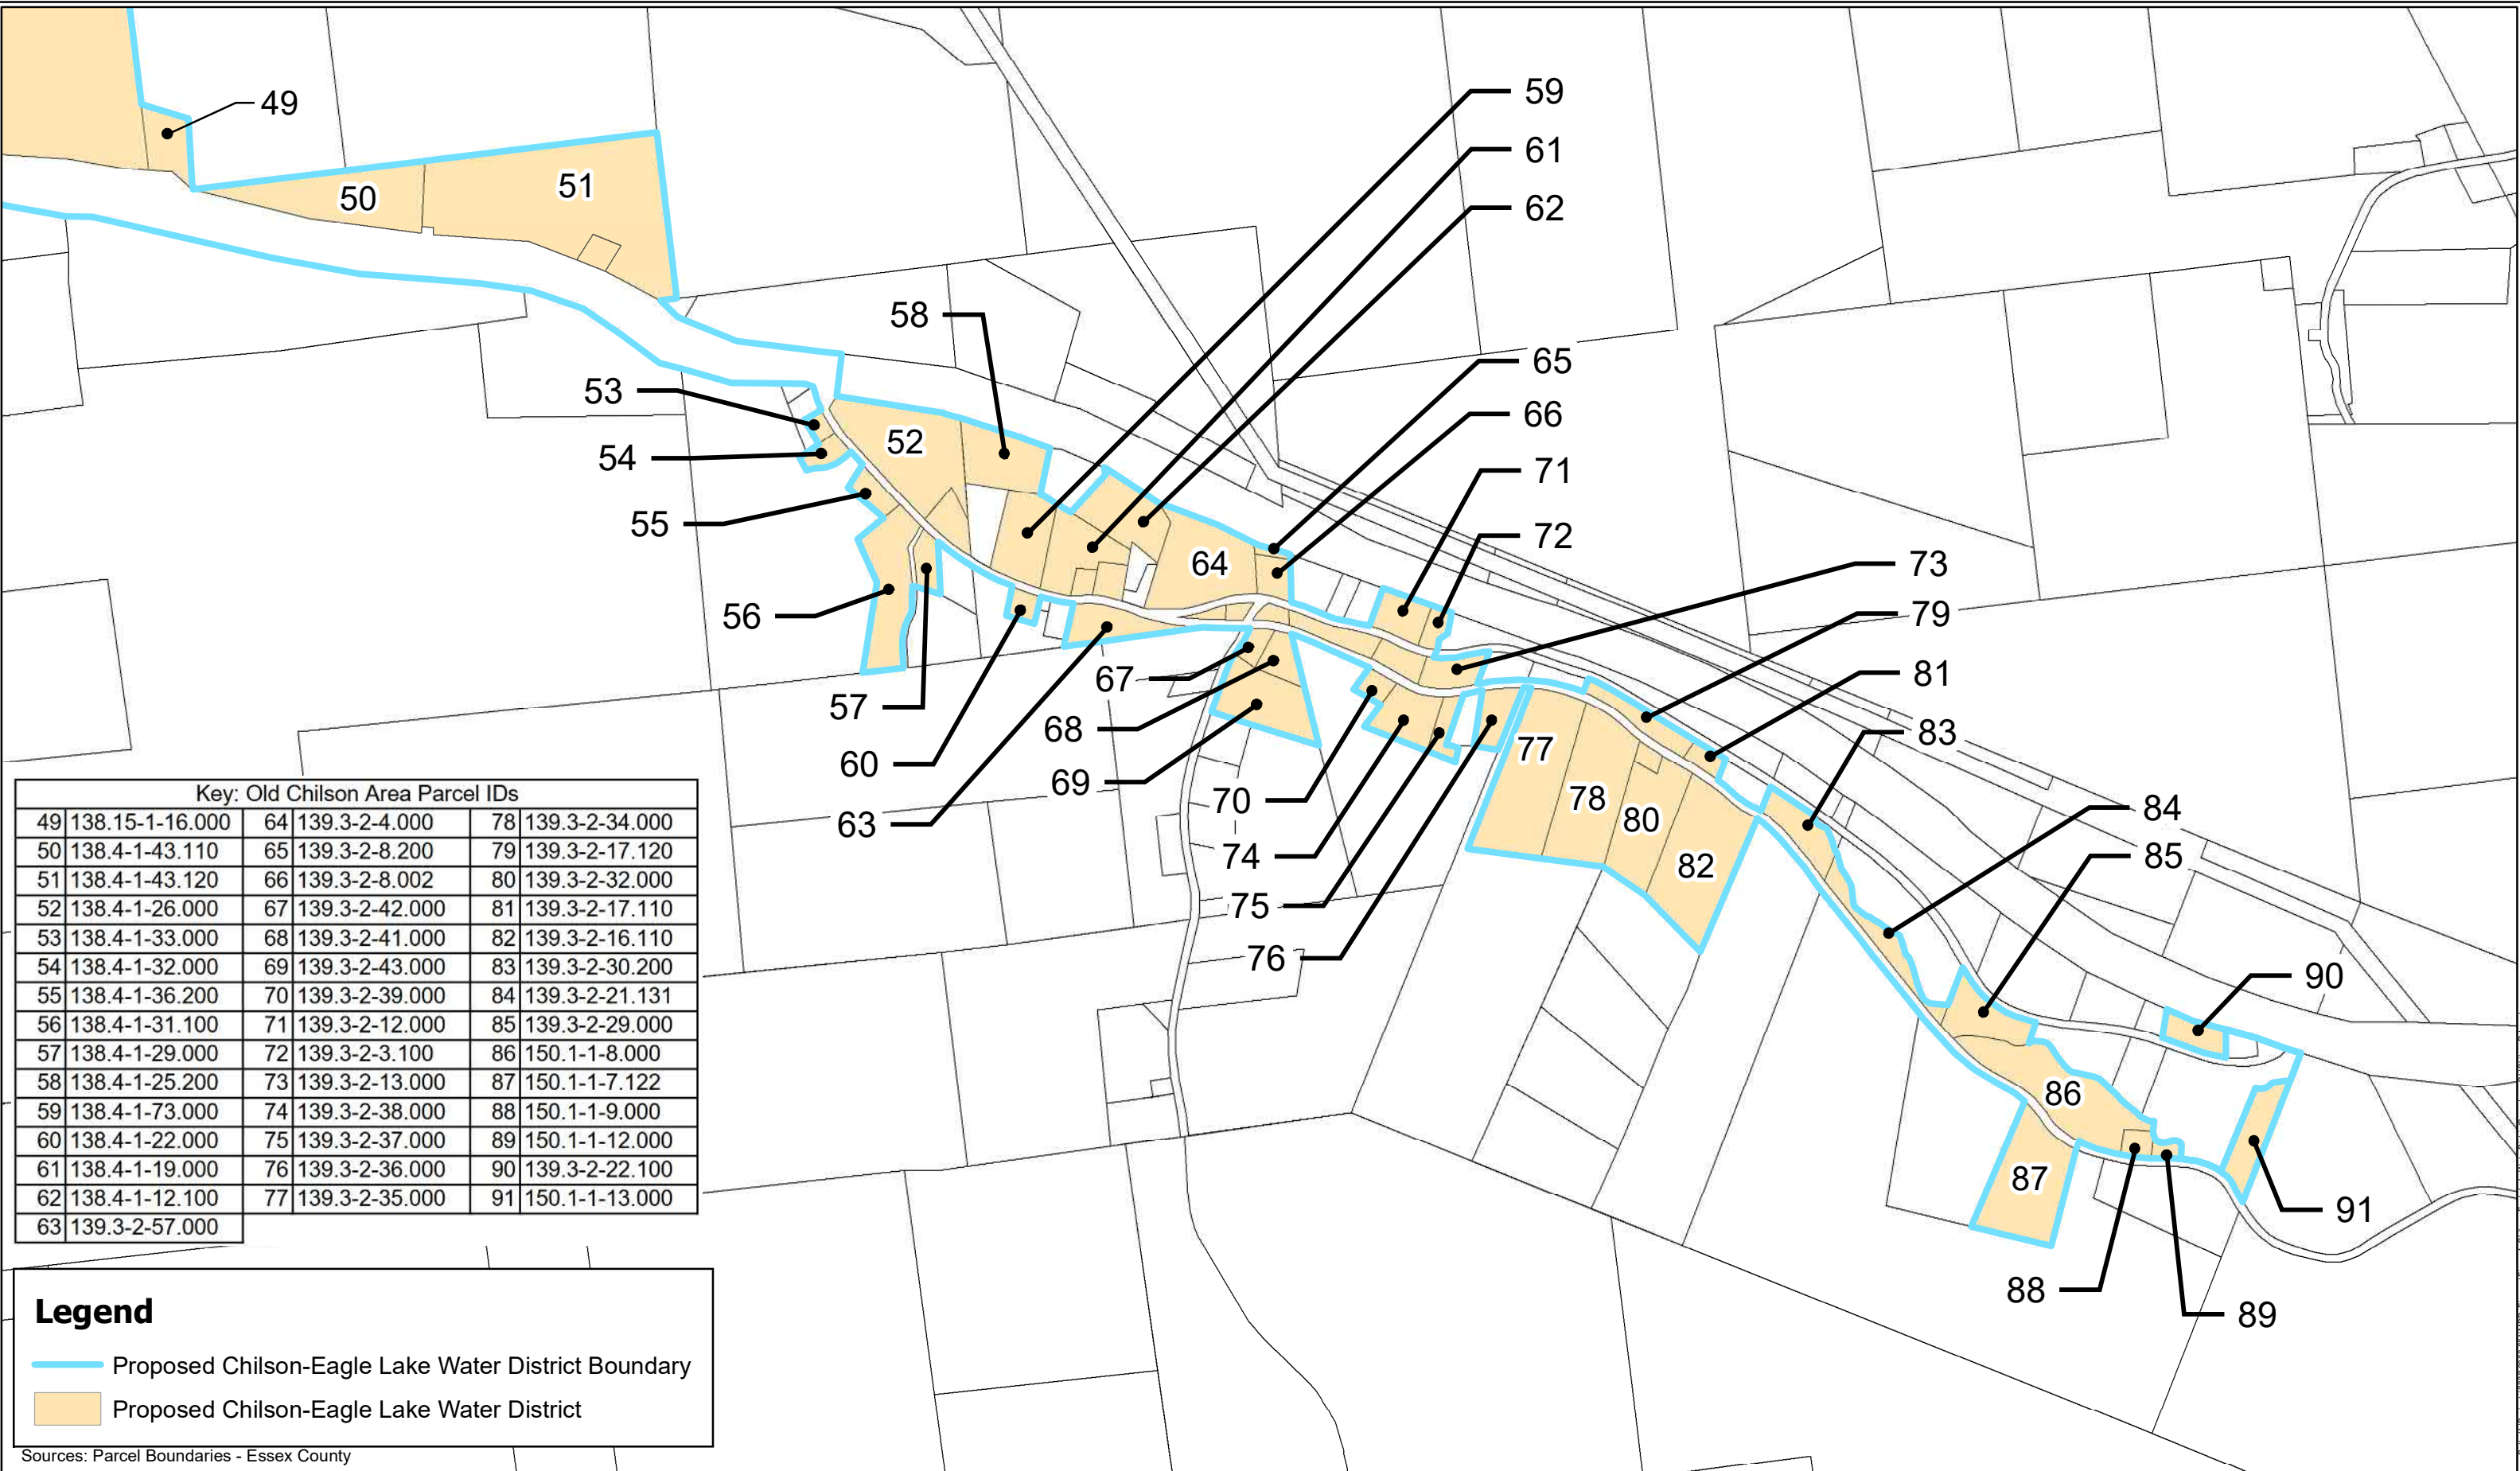 49
59
61
50
51
62
58
65
53
66
52
54
71
55
72
64
73
56
79
67
81
57
68
83
60
69
77
70
78
63
80
84
74
82
85
75
76
90
86
87
91
88
89
Key: Old Chilson Area Parcel IDs
49 138.15-1-16.000 64 139.3-2-4.000 78 139.3-2-34.000
50 138.4-1-43.110 65 139.3-2-8.200 79 139.3-2-17.120
51 138.4-1-43.120 66 139.3-2-8.002 80 139.3-2-32.000
52 138.4-1-26.000 67 139.3-2-42.000 81 139.3-2-17.110
53 138.4-1-33.000 68 139.3-2-41.000 82 139.3-2-16.110
54 138.4-1-32.000 69 139.3-2-43.000 83 139.3-2-30.200
55 138.4-1-36.200 70 139.3-2-39.000 84 139.3-2-21.131
56 138.4-1-31.100 71 139.3-2-12.000 85 139.3-2-29.000
57 138.4-1-29.000 72 139.3-2-3.100 86 150.1-1-8.000
58 138.4-1-25.200 73 139.3-2-13.000 87 150.1-1-7.122
59 138.4-1-73.000 74 139.3-2-38.000 88 150.1-1-9.000
60 138.4-1-22.000 75 139.3-2-37.000 89 150.1-1-12.000
61 138.4-1-19.000 76 139.3-2-36.000 90 139.3-2-22.100
62 138.4-1-12.100 77 139.3-2-35.000 91 150.1-1-13.000
63 139.3-2-57.000
Legend
Proposed Chilson-Eagle Lake Water District Boundary
Proposed Chilson-Eagle Lake Water District
Sources: Parcel Boundaries - Essex County